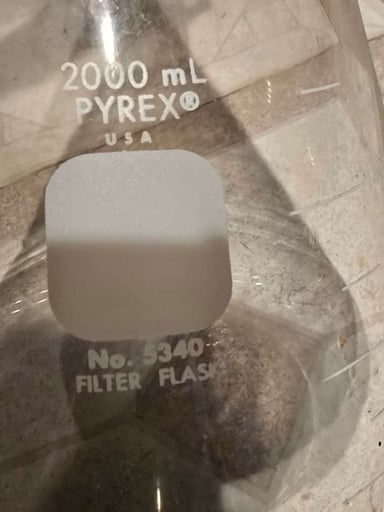 2000 mL
PYREX®
USA
No. 5340
FILTER FLASK